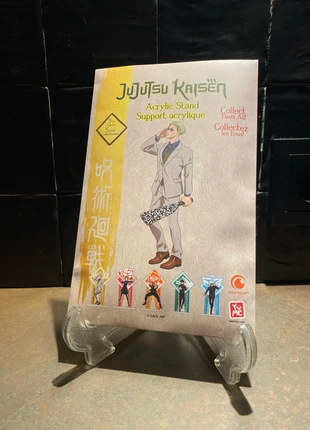 JUJUTSU KAISEN
Acrylic Stand
Support acrylique
Collect
Them All!
Collectez
les tous!
呪術廻戦